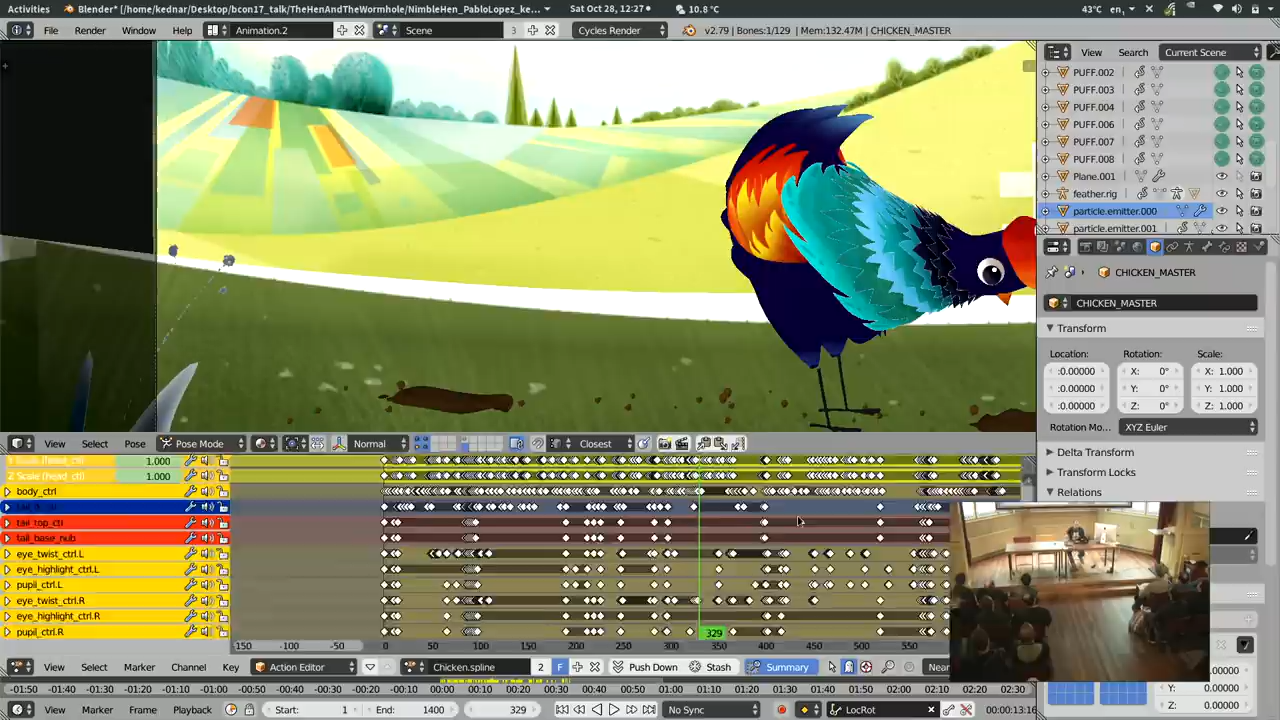 Activities Blender* [/home/kednar/Desktop/bcon17_talk/TheHenAndTheWormhole/NimbleHen_PabloLopez_ke... Sat Oct 28, 12:27 10.8 °C 43°C en,
File Render Window Help Animation.2 Scene 3 Cycles Render v2.79 | Bones:1/129 | Mem:132.47M | CHICKEN_MASTER
View Search Current Scene
PUFF.002
PUFF.003
PUFF.004
PUFF.006
PUFF.007
PUFF.008
Plane.001
feather.rig
particle.emitter.000
particle.emitter.001
CHICKEN_MASTER
CHICKEN_MASTER
Transform
Location: Rotation: Scale:
:0.00000 X: 0° X: 1.000
:0.00000 Y: 0° Y: 1.000
:0.00000 Z: 0° Z: 1.000
Rotation Mo... XYZ Euler
Delta Transform
Transform Locks
Relations
View Select Pose Pose Mode Normal Closest
1.000
Z Scale (head_ctl) 1.000
body_ctrl
tail_top_ctl
tail_base_nub
eye_twist_ctrl.L
eye_highlight_ctrl.L
pupil_ctrl.L
eye_twist_ctrl.R
eye_highlight_ctrl.R
pupil_ctrl.R
150 -100 -50 0 50 100 150 200 250 300 329 350 400 450 500 550
View Select Marker Channel Key Action Editor Chicken.spline 2 F Push Down Stash Summary Near
0.00000
Y: 0.00000
Z: 0.00000
-01:50 -01:40 -01:30 -01:20 -01:10 -01:00 -00:50 -00:40 -00:30 -00:20 -00:10 00:00 00:10 00:20 00:30 00:40 00:50 01:00 01:10 01:20 01:30 01:40 01:50 02:00 02:10 02:20 02:30
View Marker Frame Playback Start: 1 End: 1400 329 No Sync LocRot 00:00:13:16